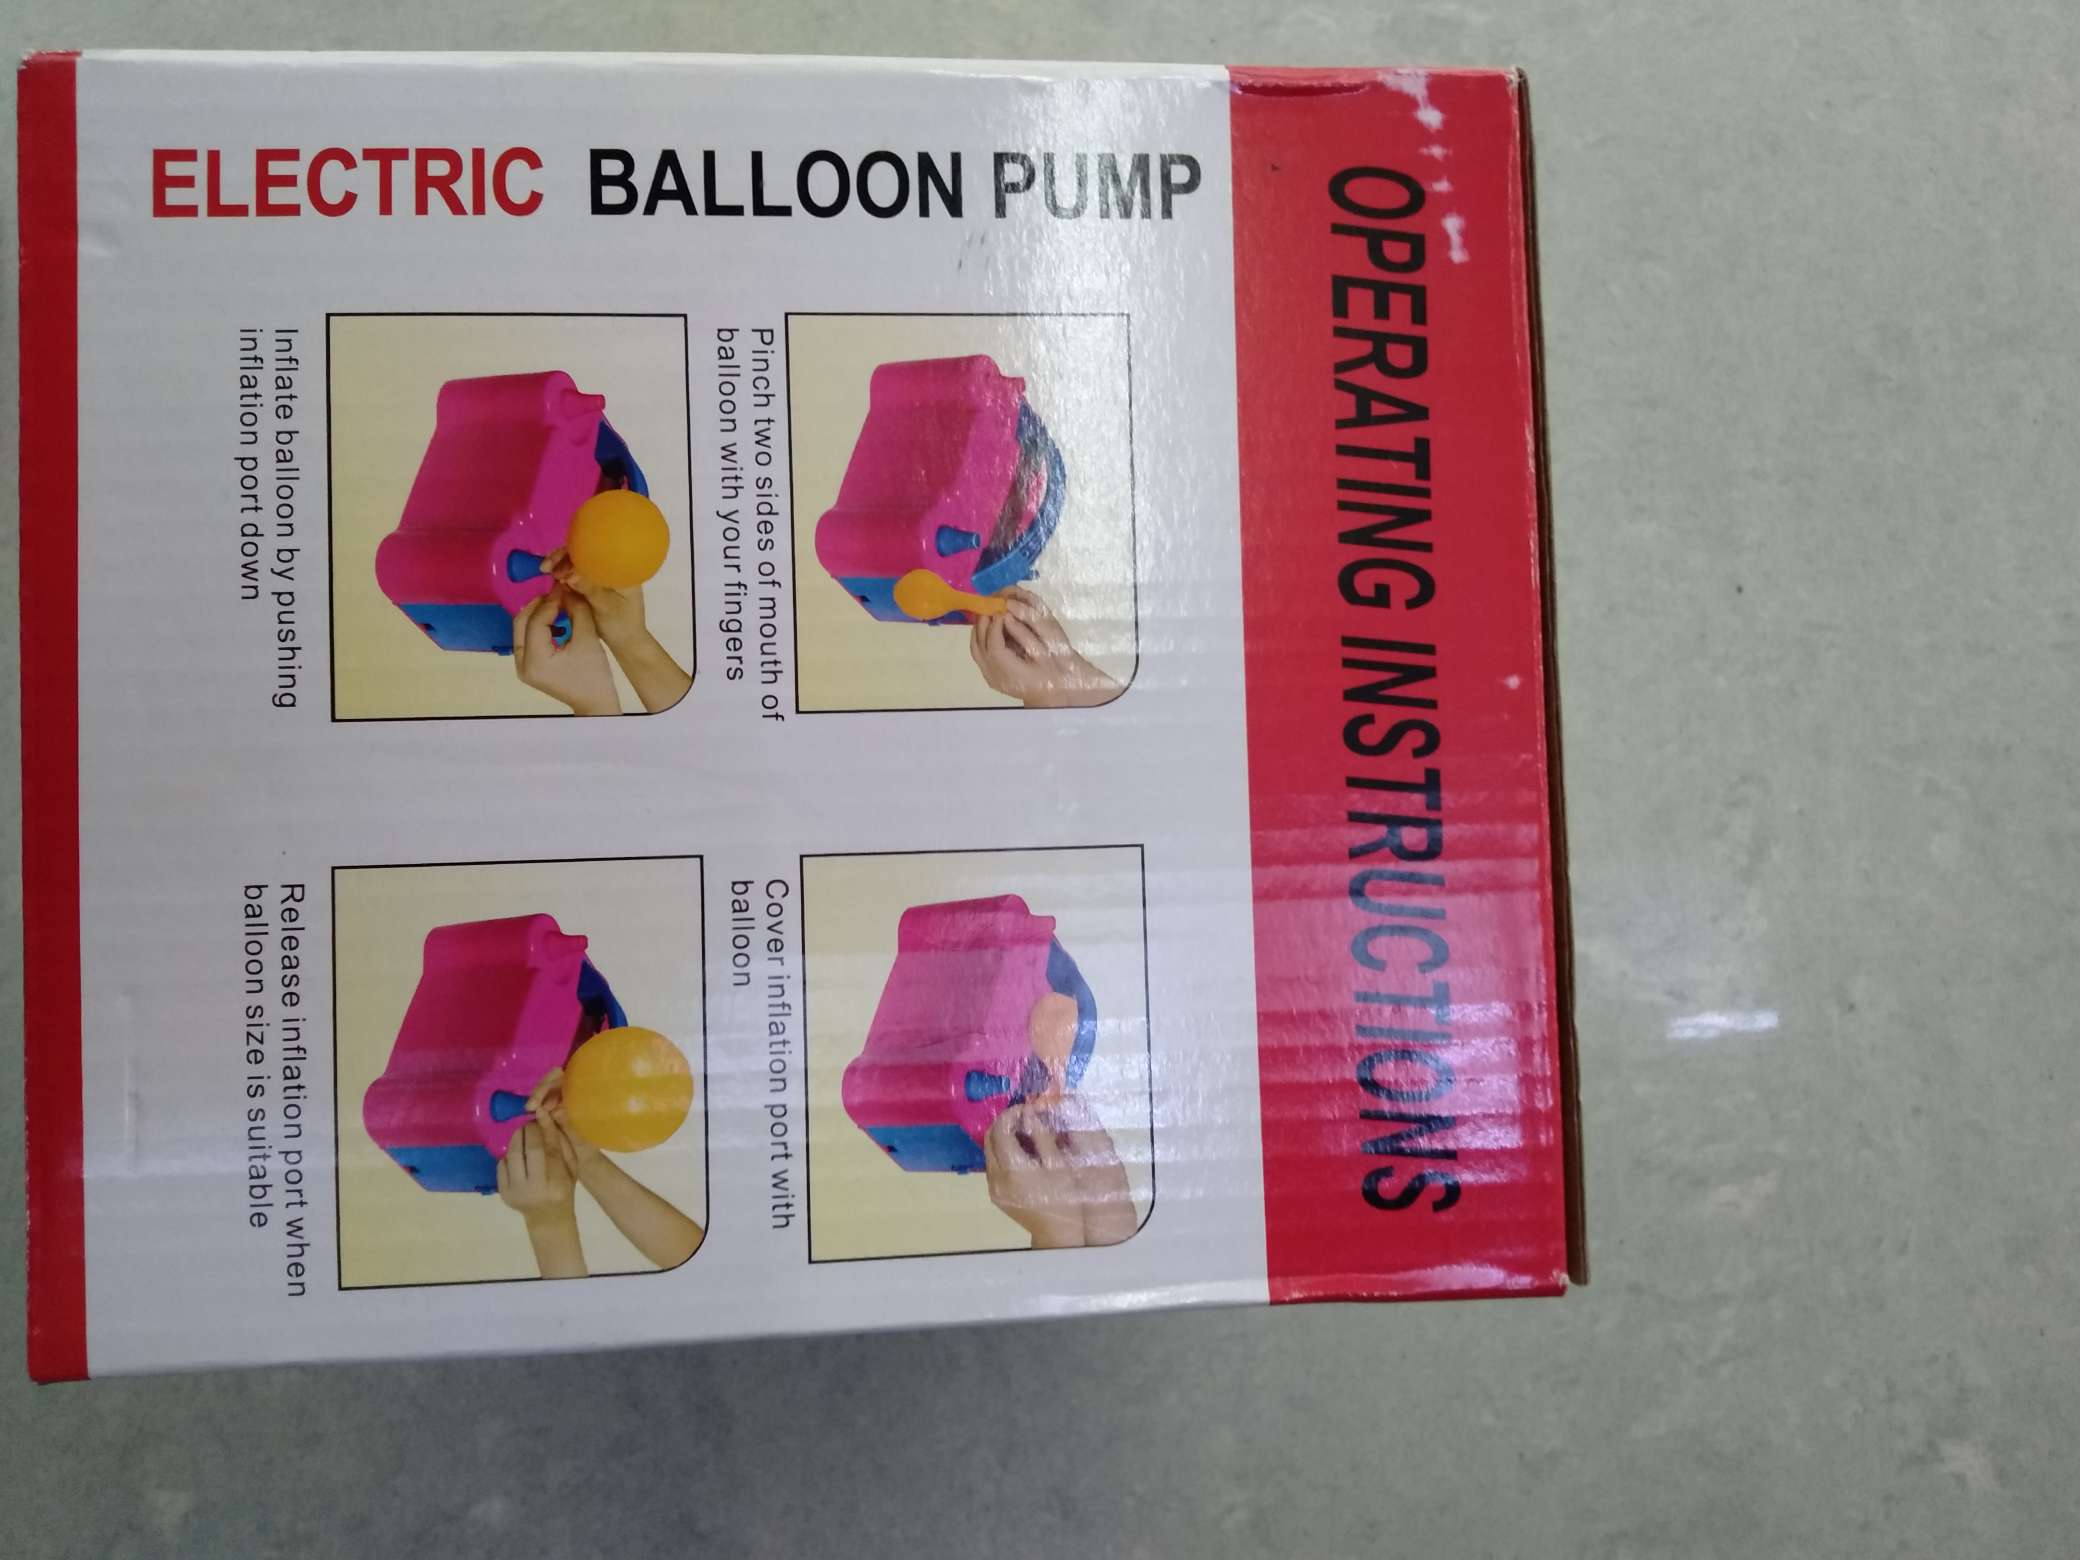 OPERATING INSTRUCTIONS
ELECTRIC BALLOON PUMP
Pinch two sides of mouth of
balloon with your fingers
Cover inflation port with
balloon
Inflate balloon by pushing
inflation port down
Release inflation port when
balloon size is suitable